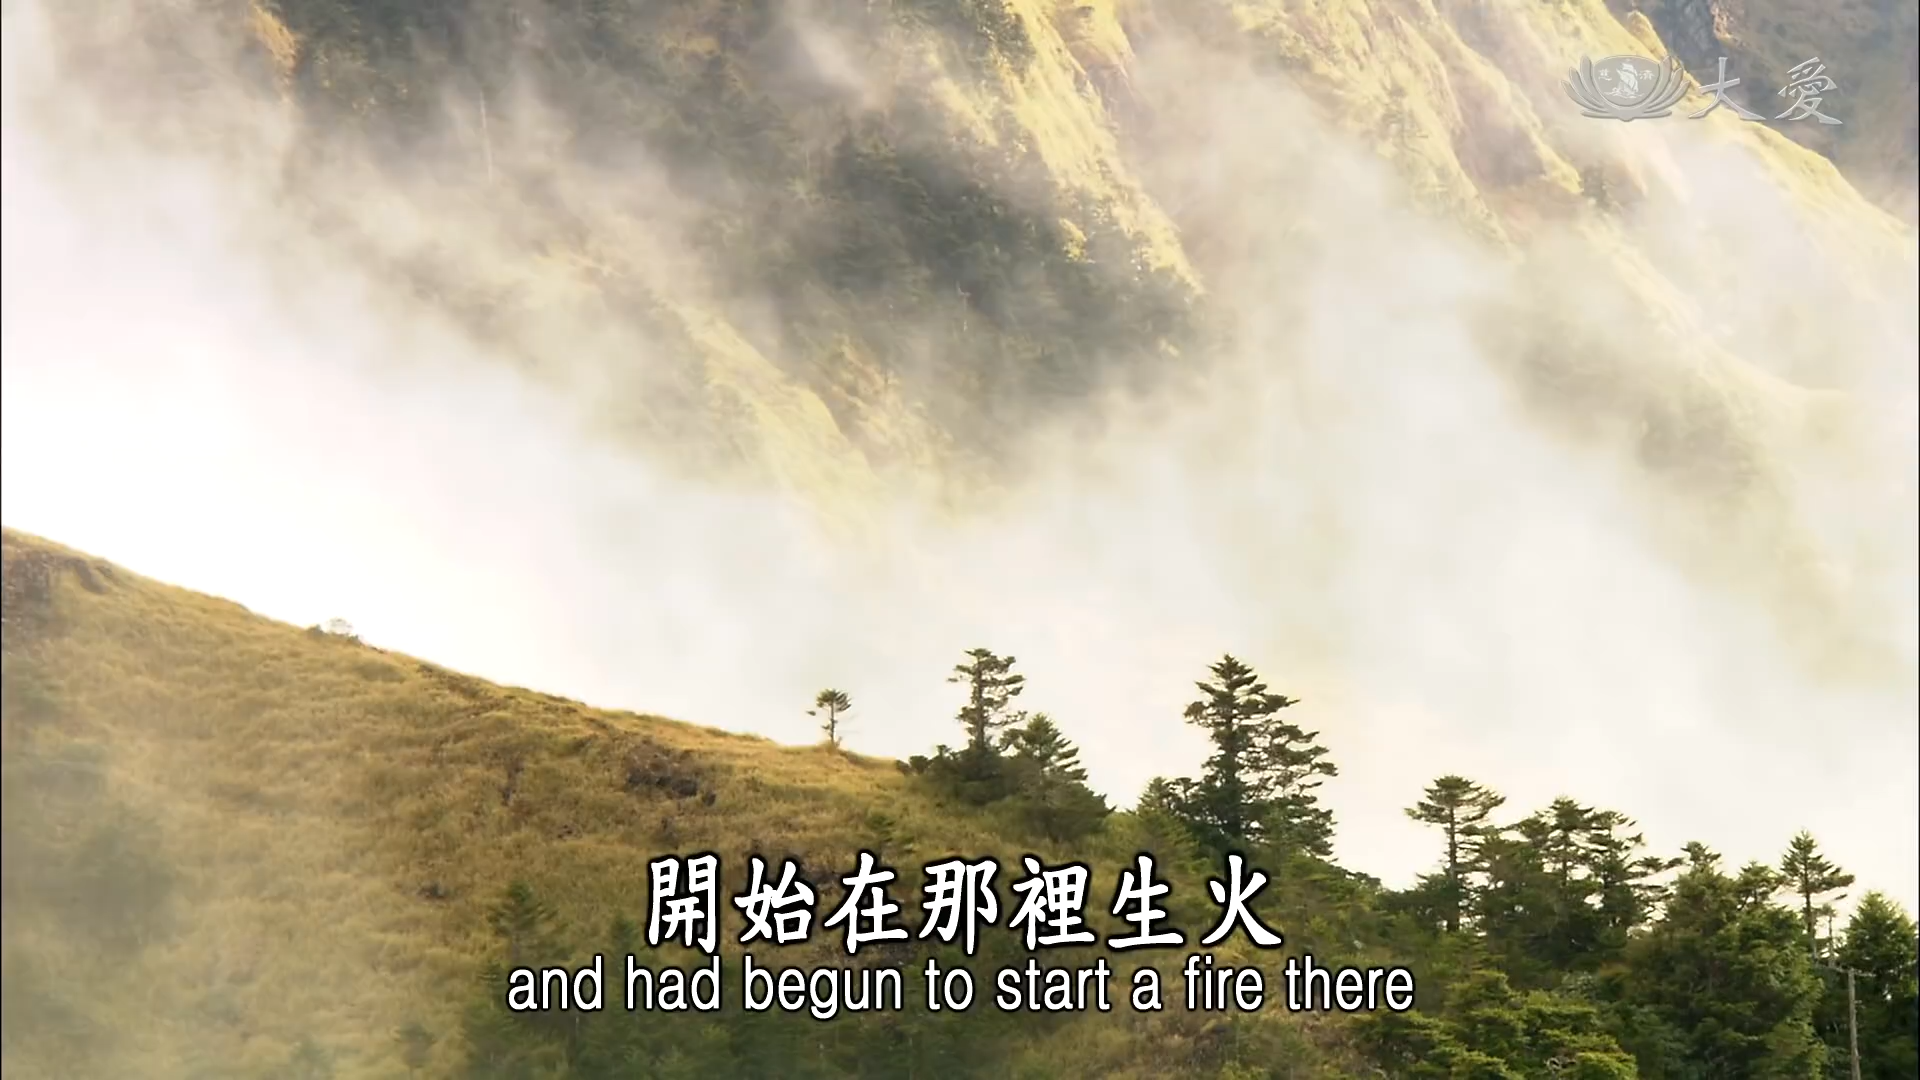 大愛
開始在那裡生火
and had begun to start a fire there